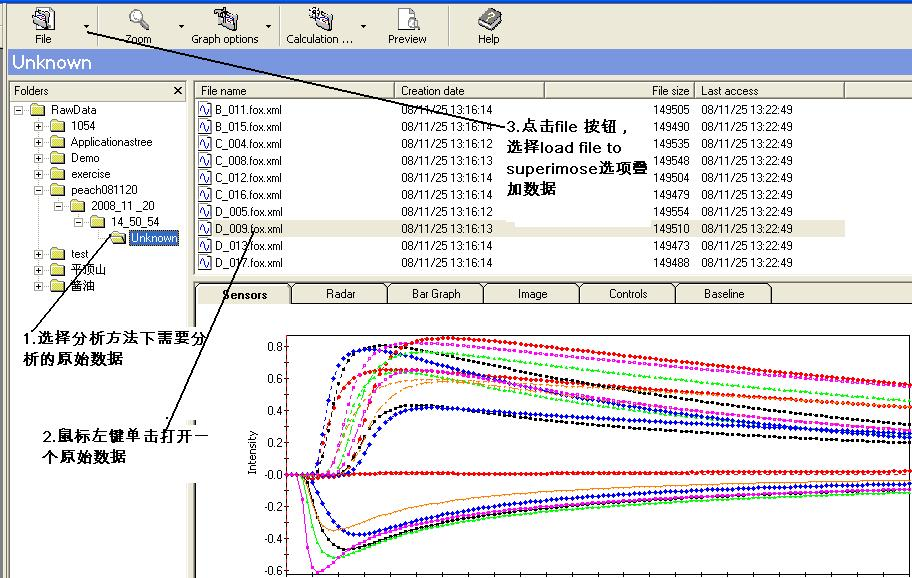 File
Zoom
Graph options
Calculation ...
Preview
Help
Unknown
Folders
RawData
1054
Applicationastree
Demo
exercise
peach081120
2008_11_20
14_50_54
Unknown
test
平顶山
酱油
File name Creation date File size Last access
B_011.fox.xml 08/11/25 13:16:14 149505 08/11/25 13:22:49
B_015.fox.xml 08/11/25 13:16:14 149490 08/11/25 13:22:49
C_004.fox.xml 08/11/25 13:16:12 149535 08/11/25 13:22:49
C_008.fox.xml 08/11/25 13:16:13 149548 08/11/25 13:22:49
C_012.fox.xml 08/11/25 13:16:14 149504 08/11/25 13:22:49
C_016.fox.xml 08/11/25 13:16:14 149479 08/11/25 13:22:49
D_005.fox.xml 08/11/25 13:16:12 149554 08/11/25 13:22:49
D_009.fox.xml 08/11/25 13:16:13 149510 08/11/25 13:22:49
D_013.fox.xml 08/11/25 13:16:14 149473 08/11/25 13:22:49
D_017.fox.xml 08/11/25 13:16:14 149488 08/11/25 13:22:49
3.点击file 按钮，
选择load file to
superimose选项叠
加数据
1.选择分析方法下需要分
析的原始数据
2.鼠标左键单击打开一
个原始数据
Sensors Radar Bar Graph Image Controls Baseline
Intensity
0.8
0.6
0.4
0.2
-0.0
-0.2
-0.4
-0.6